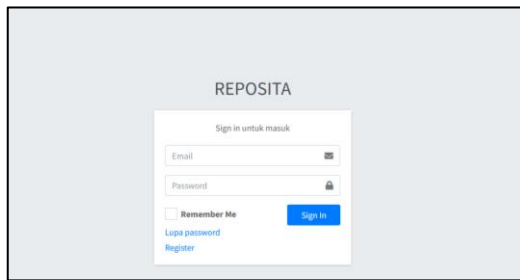 REPOSITA
Sign in untuk masuk
Email
Password
Remember Me
Sign In
Lupa password
Register